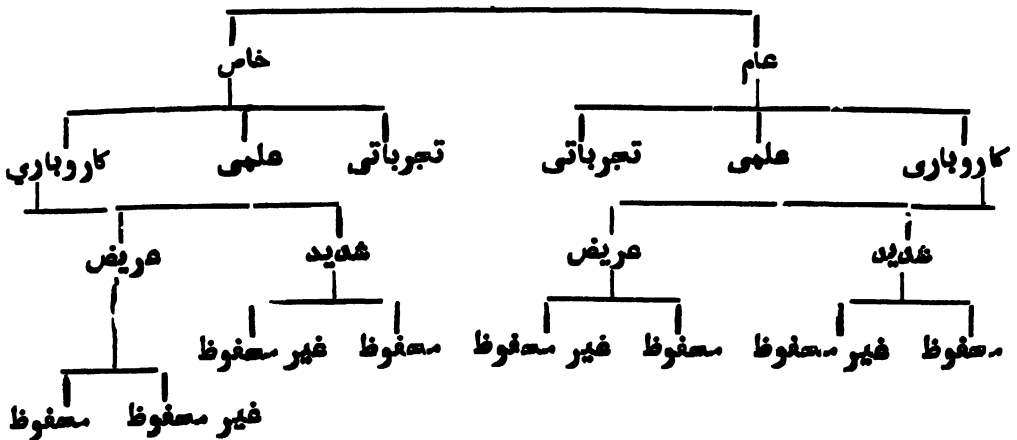 عام خاص
کاروباری علمی تجرباتی تجرباتی علمی کاروباري
شدید عریض شدید عریض
محفوظ غیر محفوظ محفوظ غیر محفوظ محفوظ غیر محفوظ
غیر محفوظ محفوظ